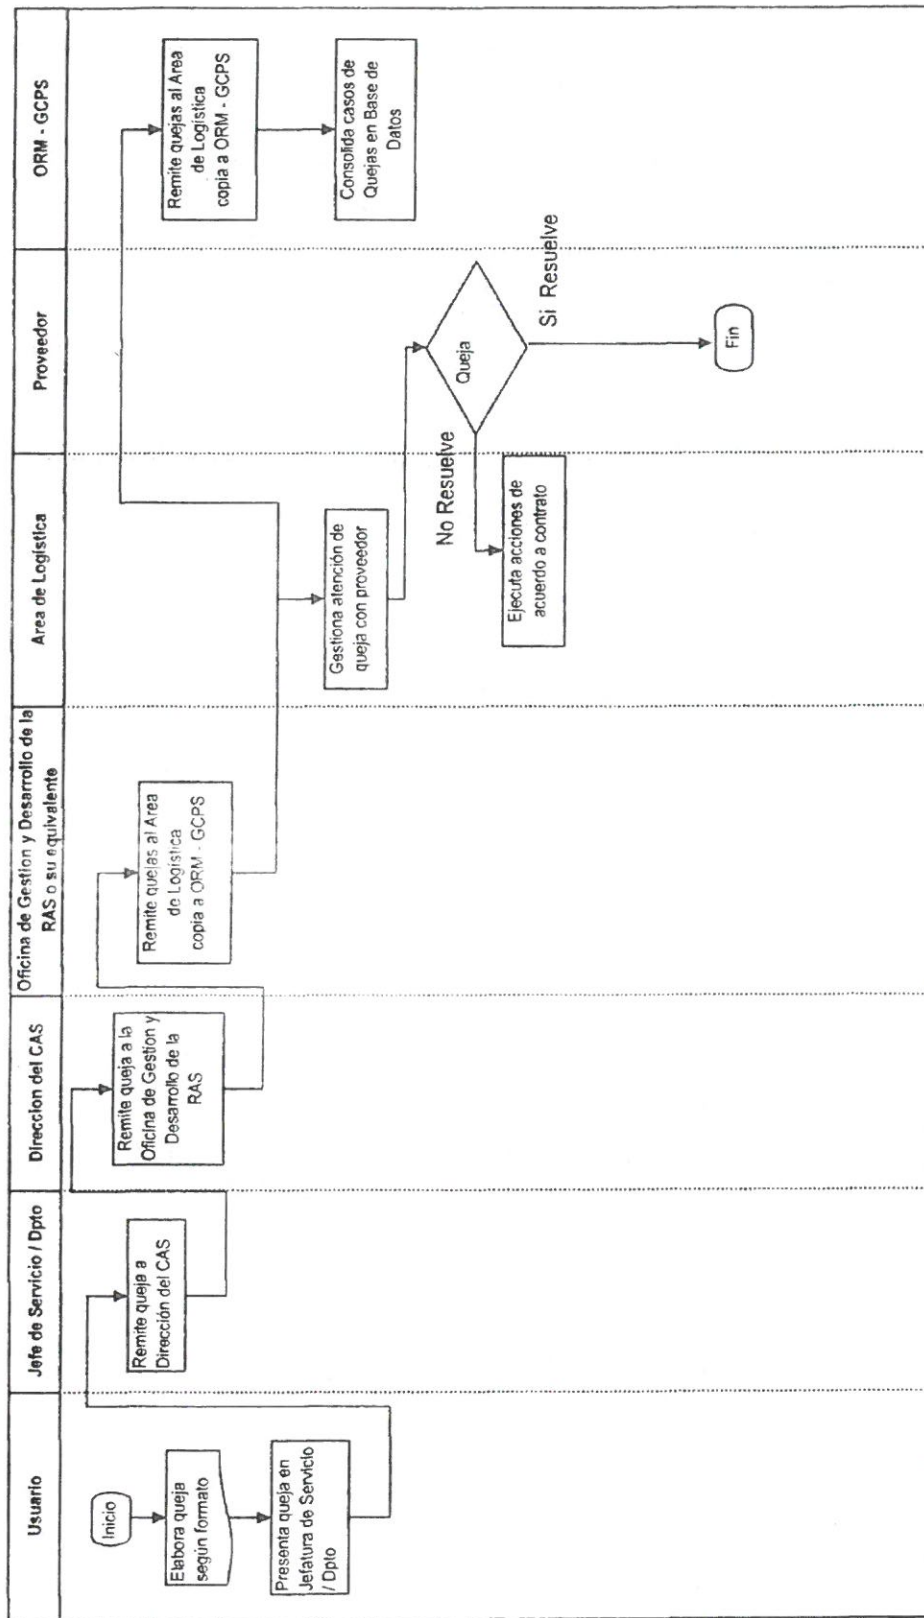 Usuario
Jefe de Servicio / Dpto
Direccion del CAS
Oficina de Gestion y Desarrollo de la
RAS o su equivalente
Area de Logística
Proveedor
ORM - GCPS
Inicio
Elabora queja
según formato
Presenta queja en
Jefatura de Servicio
/ Dpto
Remite queja a
Dirección del CAS
Remite queja a la
Oficina de Gestion y
Desarrollo de la
RAS
Remite quejas al Area
de Logística
copia a ORM - GCPS
Gestiona atención de
queja con proveedor
No Resuelve
Ejecuta acciones de
acuerdo a contrato
Queja
Si Resuelve
Fin
Remite quejas al Area
de Logística
copia a ORM - GCPS
Consolida casos de
Quejas en Base de
Datos